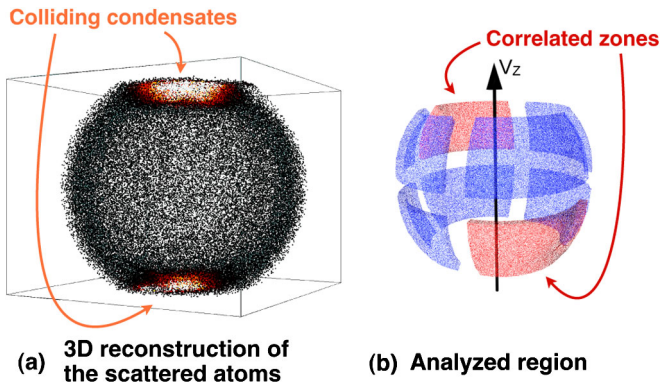 Colliding condensates
Correlated zones
Vz
(a) 3D reconstruction of
the scattered atoms
(b) Analyzed region